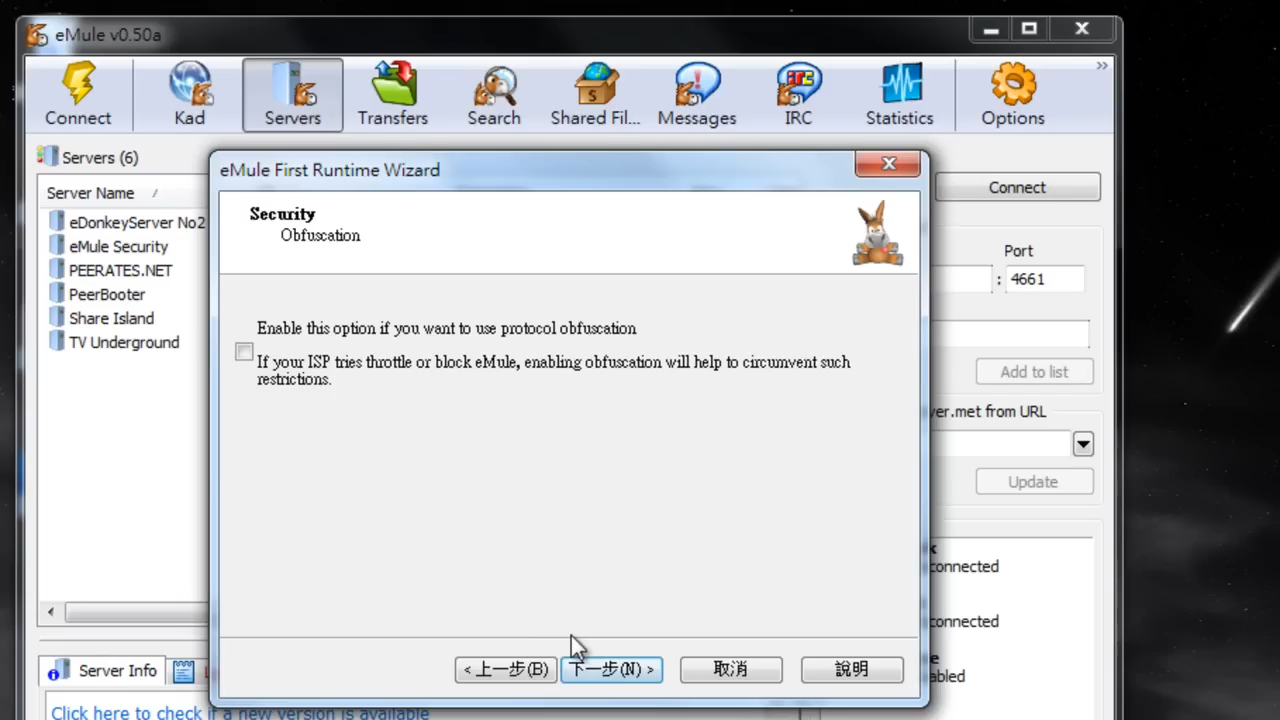 eMule v0.50a
Connect
Kad
Servers
Transfers
Search
Shared Fil...
Messages
IRC
Statistics
Options
»
Servers (6)
Server Name
eDonkeyServer No2
eMule Security
PEERATES.NET
PeerBooter
Share Island
TV Underground
eMule First Runtime Wizard
Security
Obfuscation
Enable this option if you want to use protocol obfuscation
If your ISP tries throttle or block eMule, enabling obfuscation will help to circumvent such
restrictions.
< 上一步(B)
下一步(N) >
取消
說明
Connect
Port
: 4661
Add to list
ver.met from URL
Update
connected
connected
abled
Server Info
Click here to check if a new version is available